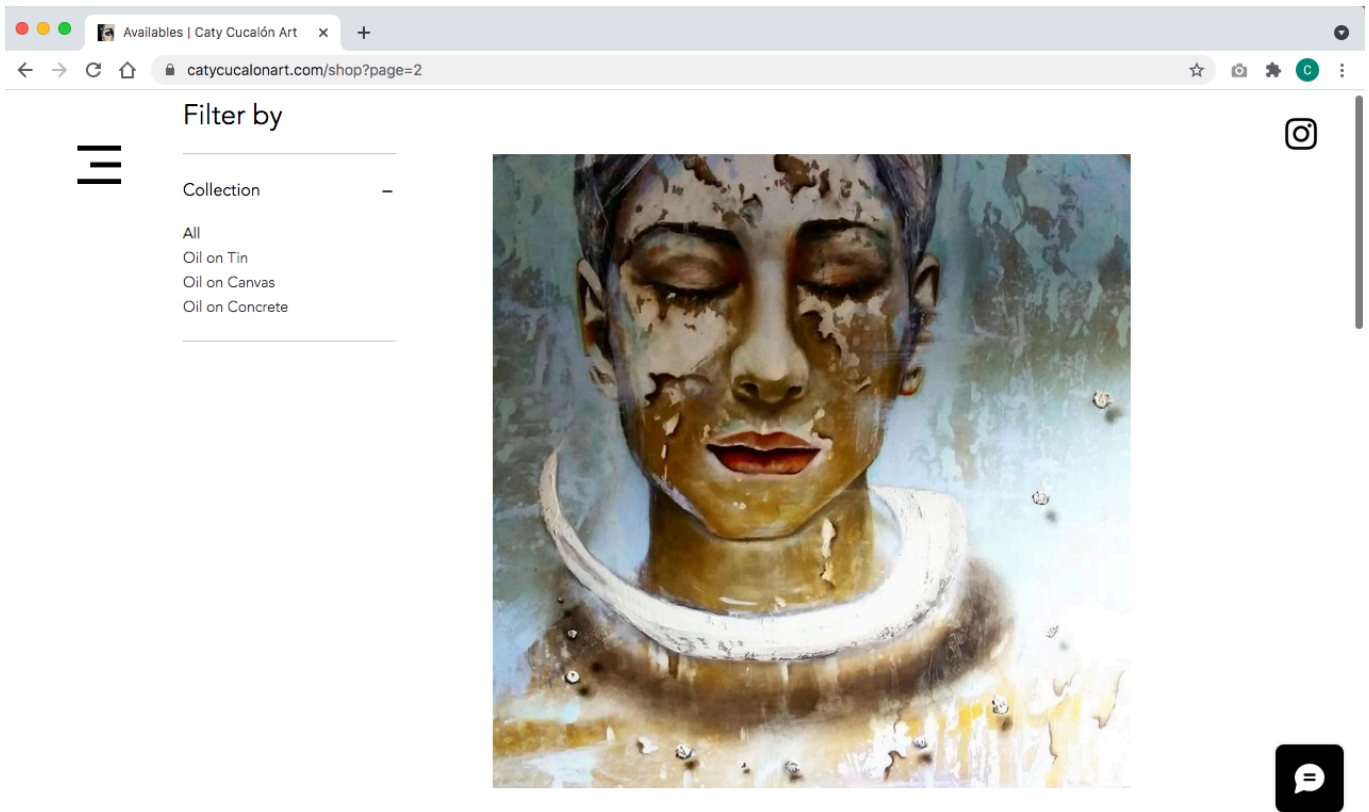 Availables | Caty Cucalón Art
catycucalonart.com/shop?page=2
C
Filter by
Collection
All
Oil on Tin
Oil on Canvas
Oil on Concrete